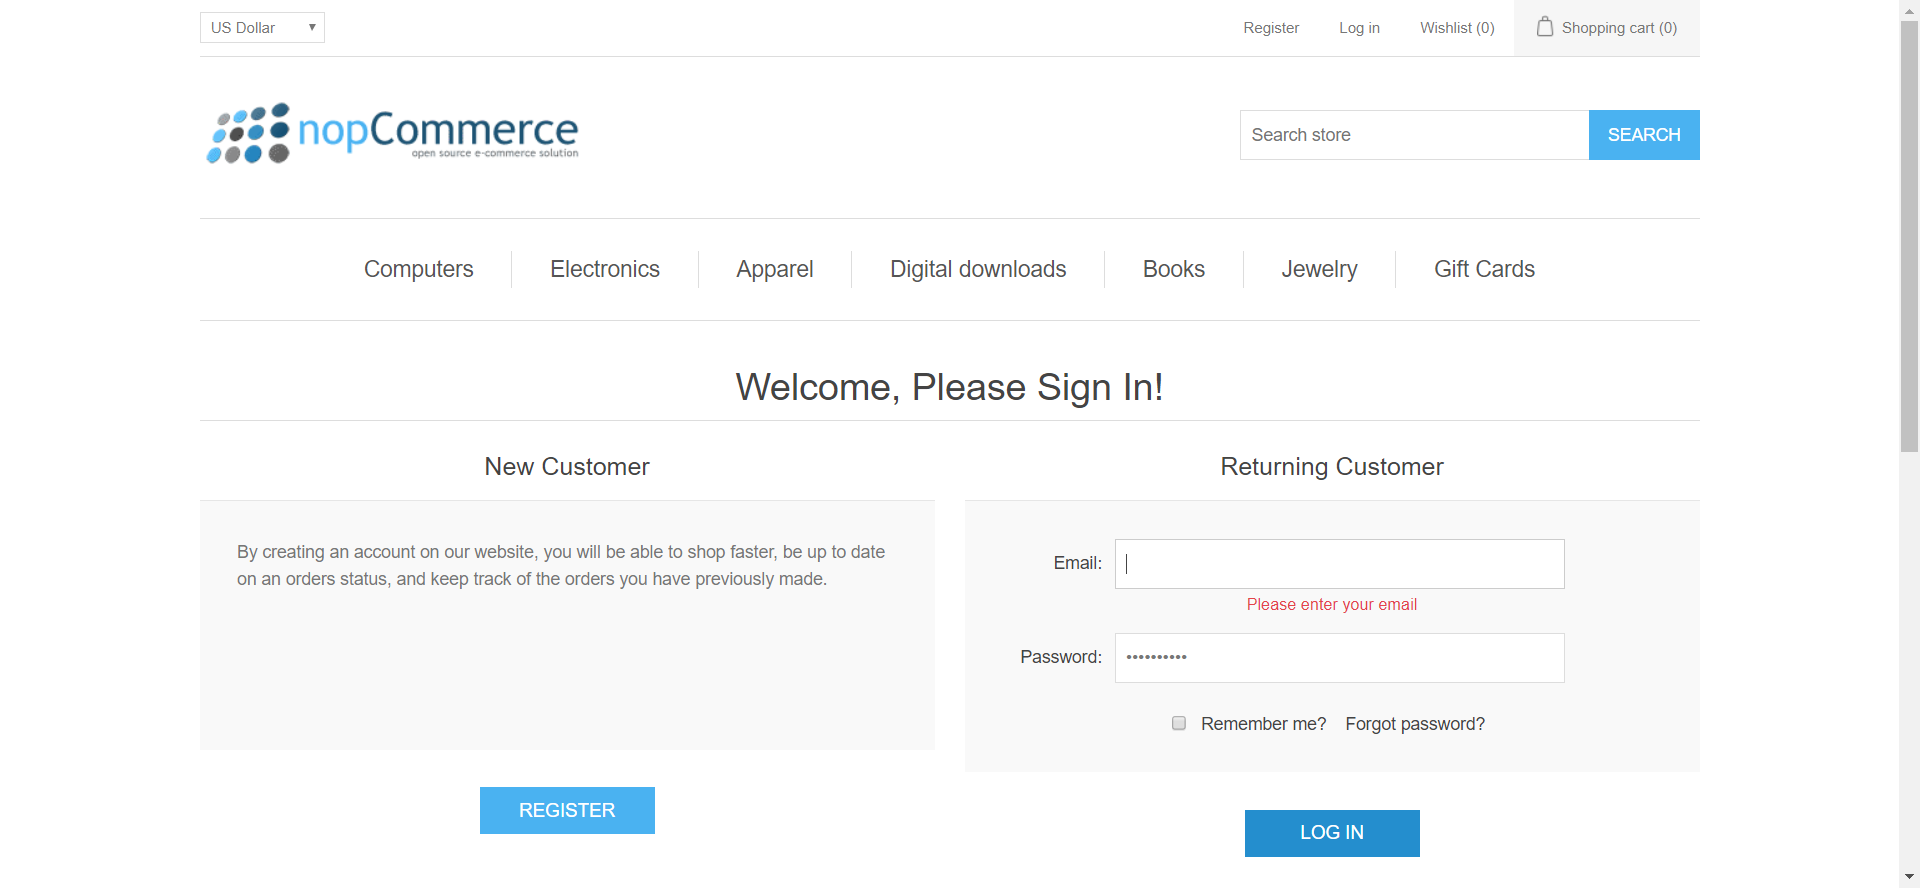 US Dollar
Register
Log in
Wishlist (0)
Shopping cart (0)
nopCommerce
open source e-commerce solution
Search store
SEARCH
Computers
Electronics
Apparel
Digital downloads
Books
Jewelry
Gift Cards
Welcome, Please Sign In!
New Customer
By creating an account on our website, you will be able to shop faster, be up to date
on an orders status, and keep track of the orders you have previously made.
REGISTER
Returning Customer
Email:
Please enter your email
Password:
••••••••••
Remember me?
Forgot password?
LOG IN